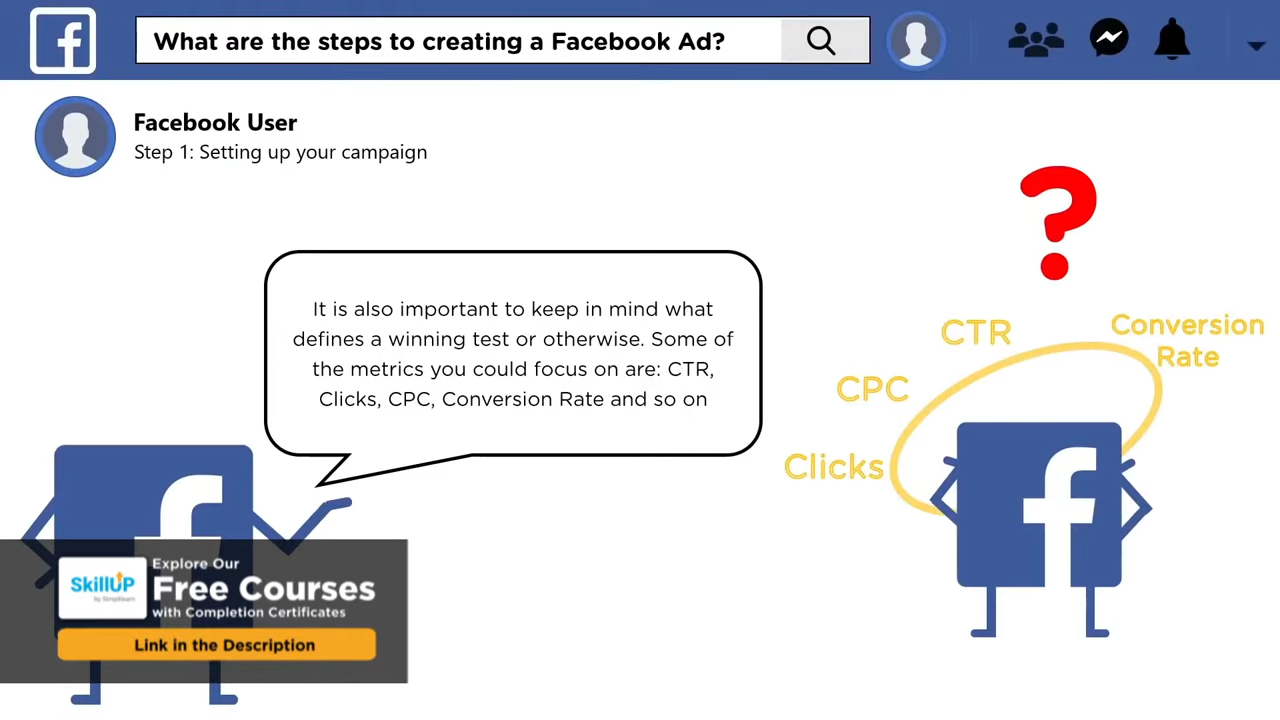 What are the steps to creating a Facebook Ad?
Facebook User
Step 1: Setting up your campaign
It is also important to keep in mind what
defines a winning test or otherwise. Some of
the metrics you could focus on are: CTR,
Clicks, CPC, Conversion Rate and so on
CTR
Conversion
Rate
CPC
Clicks
SkillUP
by Simplilearn
Explore Our
Free Courses
with Completion Certificates
Link in the Description